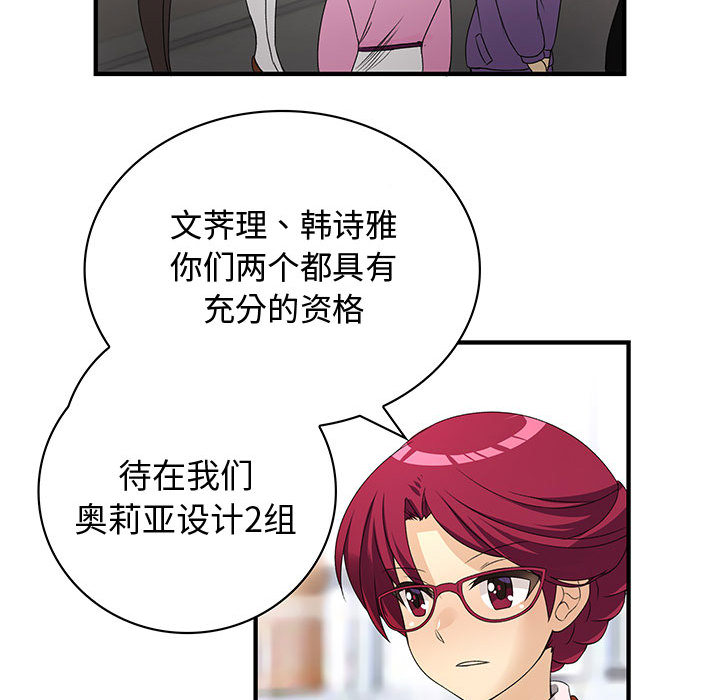 文荠理、韩诗雅
你们两个都具有
充分的资格
待在我们
奥莉亚设计2组